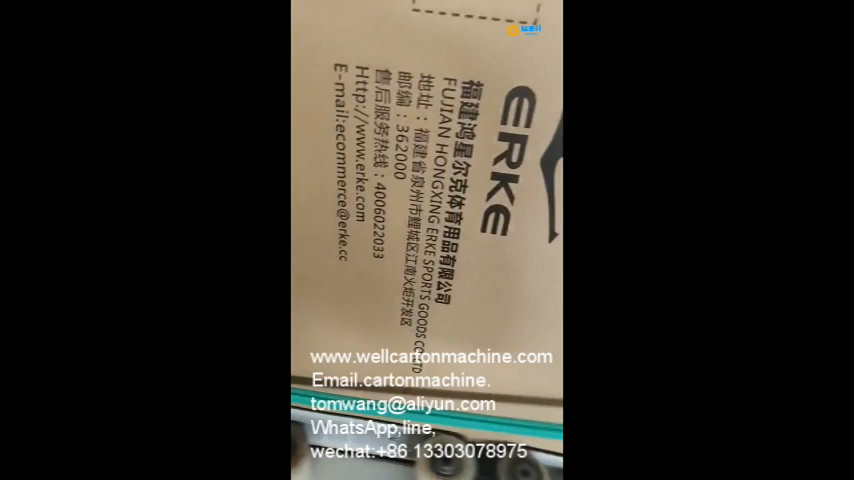 well
ERKE
福建鸿星尔克体育用品有限公司
FUJIAN HONGXING ERKE SPORTS GOODS CO.,LTD
地址：福建省泉州市鲤城区江南火炬开发区
邮编：362000
售后服务热线：4006022033
Http://www.erke.com
E-mail:ecommerce@erke.cc
www.wellcartonmachine.com
Email.cartonmachine.
tomwang@aliyun.com
WhatsApp,line,
wechat:+86 13303078975